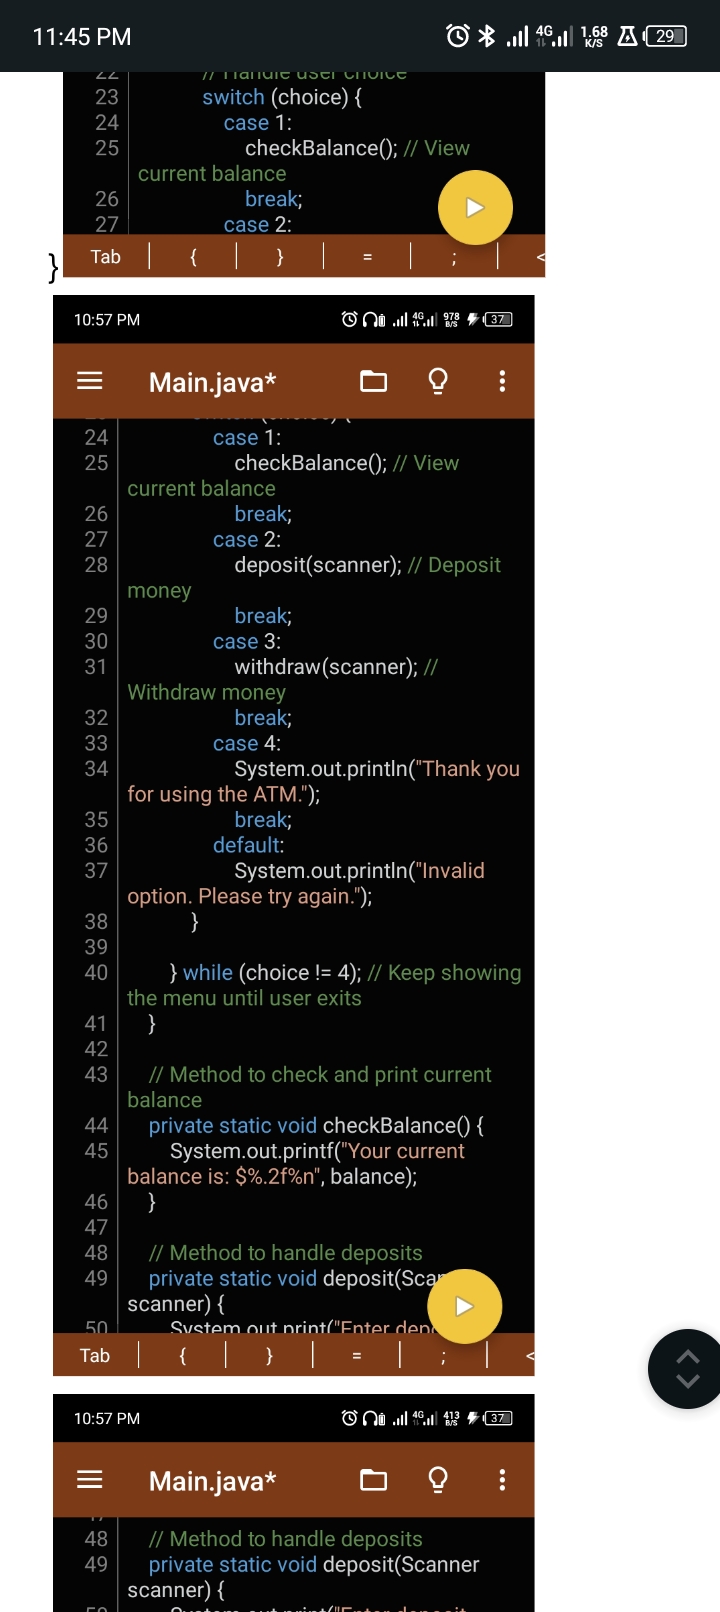 11:45 PM 4G 1.68 K/S 29
22 // Handle user choice
23 switch (choice) {
24 case 1:
25 checkBalance(); // View
current balance
26 break;
27 case 2:
Tab { } = ; <
}
10:57 PM 4G 978 B/S 37
Main.java*
23 switch (choice) {
24 case 1:
25 checkBalance(); // View
current balance
26 break;
27 case 2:
28 deposit(scanner); // Deposit
money
29 break;
30 case 3:
31 withdraw(scanner); //
Withdraw money
32 break;
33 case 4:
34 System.out.println("Thank you
for using the ATM.");
35 break;
36 default:
37 System.out.println("Invalid
option. Please try again.");
38 }
39
40 } while (choice != 4); // Keep showing
the menu until user exits
41 }
42
43 // Method to check and print current
balance
44 private static void checkBalance() {
45 System.out.printf("Your current
balance is: $%.2f%n", balance);
46 }
47
48 // Method to handle deposits
49 private static void deposit(Scanner
scanner) {
50 System.out.print("Enter
Tab { } = ; <
10:57 PM 4G 413 B/S 37
Main.java*
47
48 // Method to handle deposits
49 private static void deposit(Scanner
scanner) {
50 System.out.print("Enter deposit